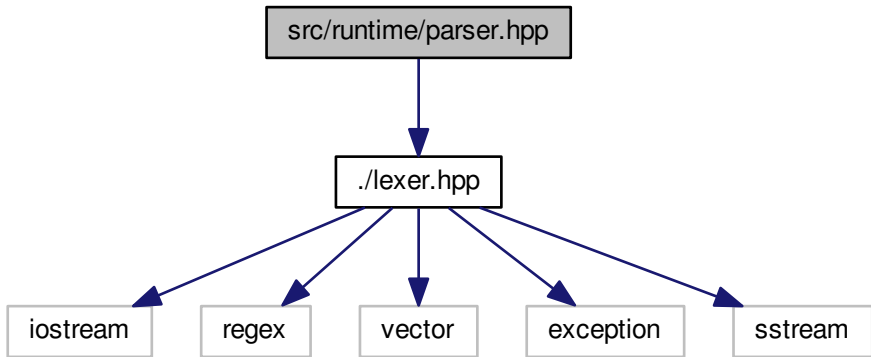 src/runtime/parser.hpp
./lexer.hpp
iostream
regex
vector
exception
sstream